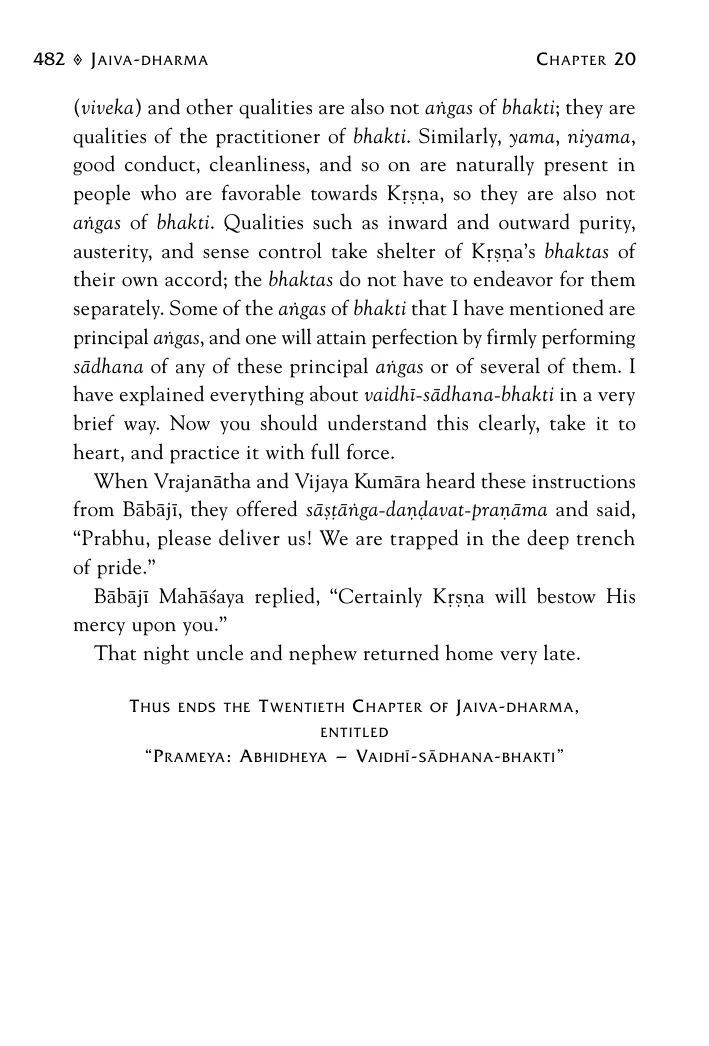 482 ◊ Jaiva-dharma Chapter 20
(viveka) and other qualities are also not aṅgas of bhakti; they are
qualities of the practitioner of bhakti. Similarly, yama, niyama,
good conduct, cleanliness, and so on are naturally present in
people who are favorable towards Kṛṣṇa, so they are also not
aṅgas of bhakti. Qualities such as inward and outward purity,
austerity, and sense control take shelter of Kṛṣṇa’s bhaktas of
their own accord; the bhaktas do not have to endeavor for them
separately. Some of the aṅgas of bhakti that I have mentioned are
principal aṅgas, and one will attain perfection by firmly performing
sādhana of any of these principal aṅgas or of several of them. I
have explained everything about vaidhī-sādhana-bhakti in a very
brief way. Now you should understand this clearly, take it to
heart, and practice it with full force.
When Vrajanātha and Vijaya Kumāra heard these instructions
from Bābājī, they offered sāṣṭāṅga-daṇḍavat-praṇāma and said,
“Prabhu, please deliver us! We are trapped in the deep trench
of pride.”
Bābājī Mahāśaya replied, “Certainly Kṛṣṇa will bestow His
mercy upon you.”
That night uncle and nephew returned home very late.
Thus ends the Twentieth Chapter of Jaiva-dharma,
entitled
“Prameya: Abhidheya – Vaidhī-sādhana-bhakti”